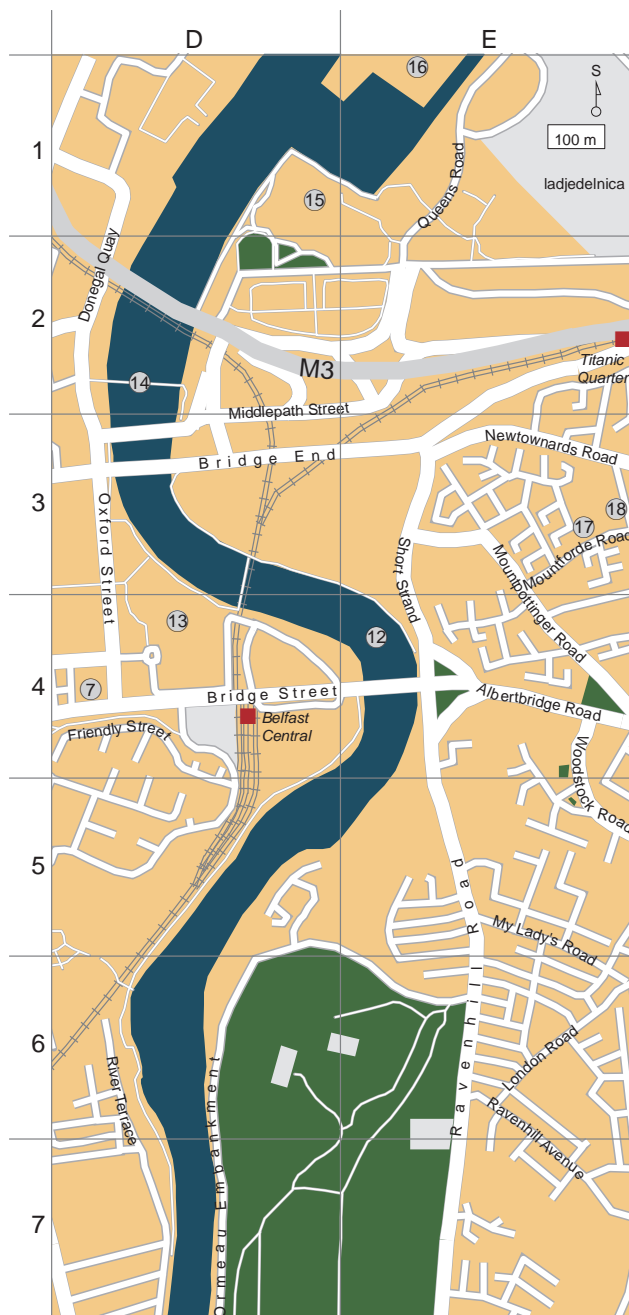 D
E
16
S
100 m
1
ladjedelnica
15
Queens Road
Donegal Quay
2
Titanic
Quarter
M3
14
Middlepath Street
Newtownards Road
Bridge End
3
Oxford Street
18
17
Short Strand
Mountforde Road
Mountpottinger Road
13
12
4
7
Bridge Street
Albertbridge Road
Belfast
Central
Friendly Street
Woodstock Road
5
Ravenhill Road
My Lady's Road
6
London Road
River Terrace
Ravenhill Avenue
Ormeau Embankment
7